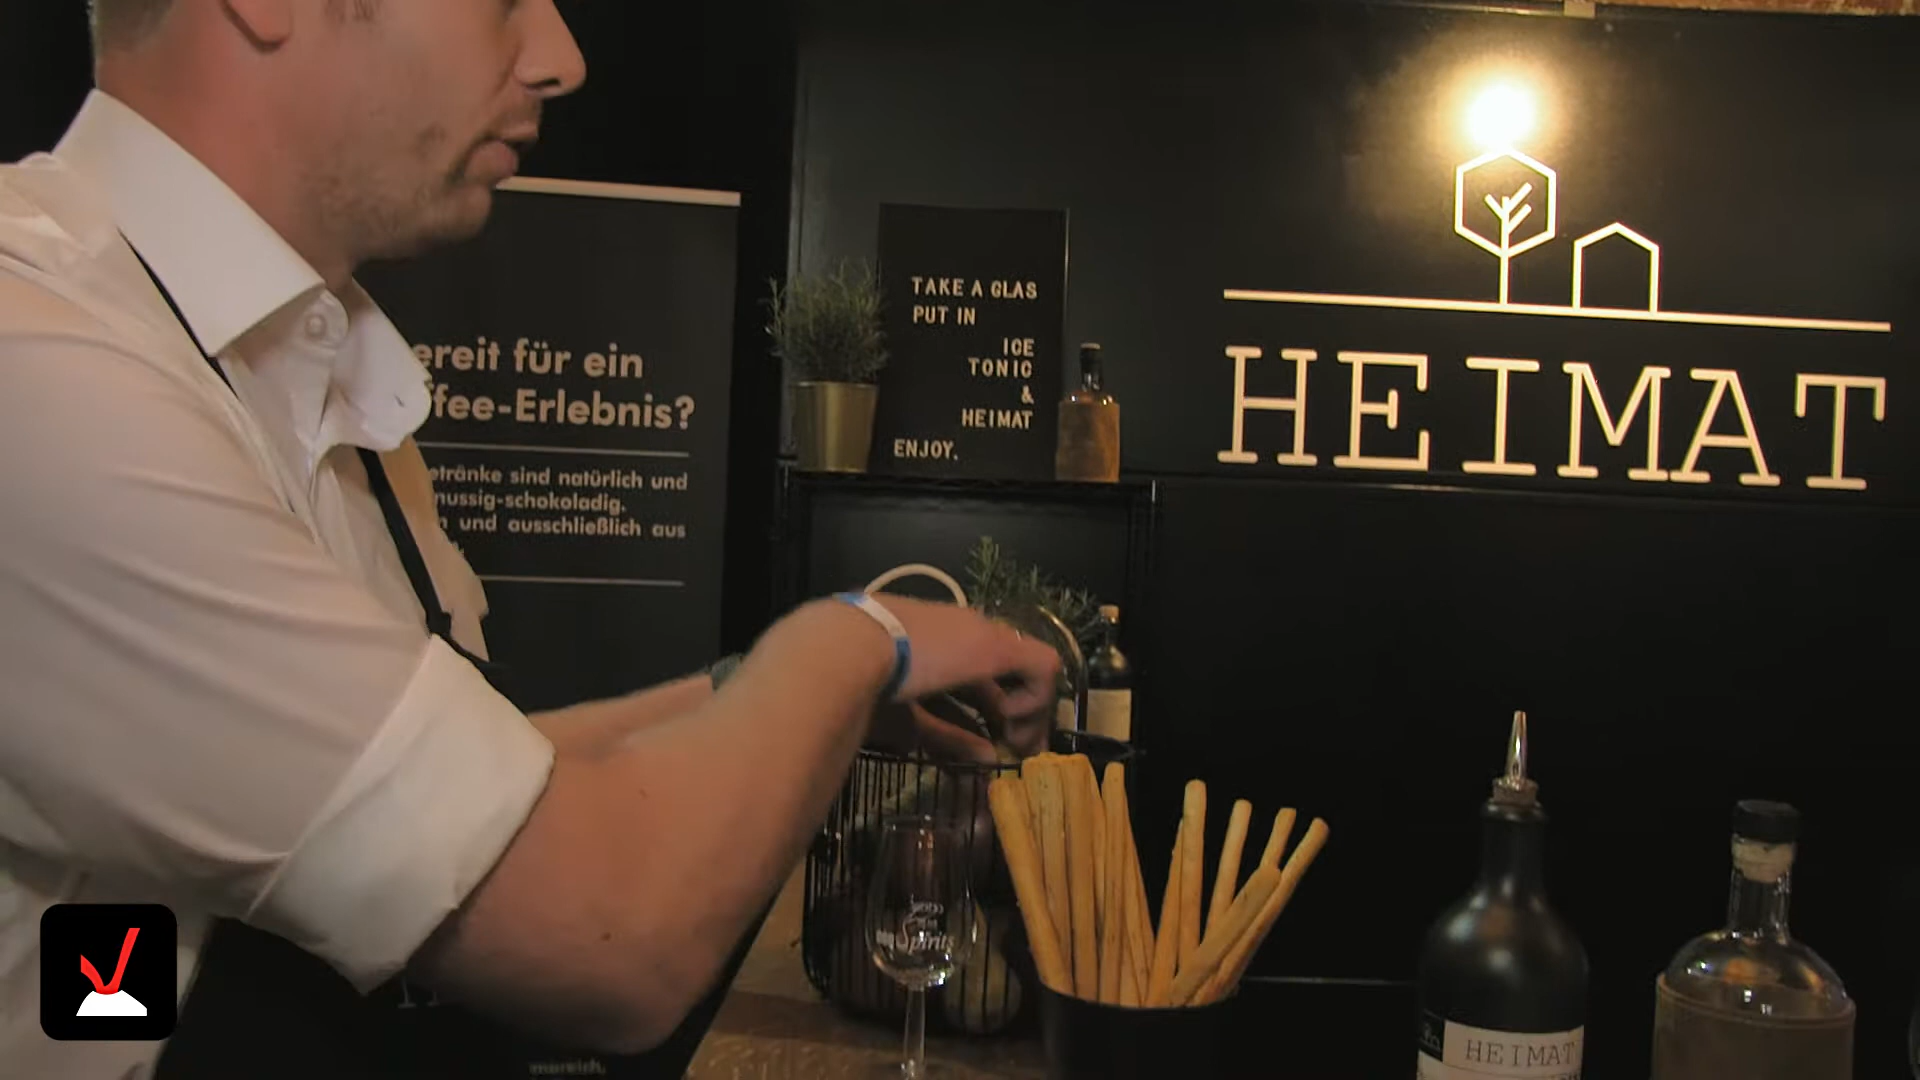 ereit für ein
ffee-Erlebnis?
etränke sind natürlich und
nussig-schokoladig.
und ausschließlich aus
TAKE A GLAS
PUT IN
ICE
TONIC
&
HEIMAT
ENJOY.
HEIMAT
Spirits
HEIMAT